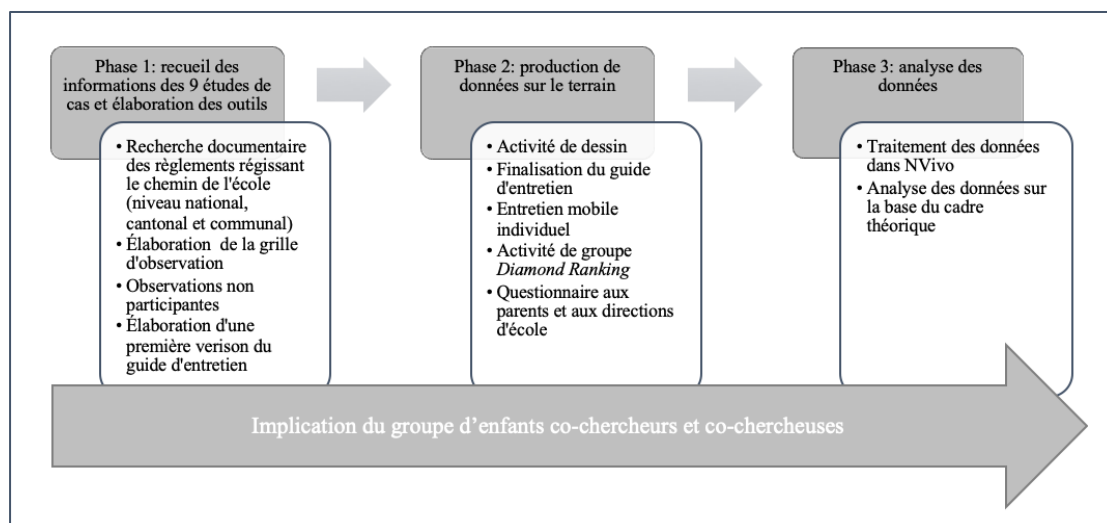 Phase 1: recueil des
informations des 9 études de
cas et élaboration des outils
• Recherche documentaire
des règlements régissant
le chemin de l'école
(niveau national,
cantonal et communal)
• Élaboration de la grille
d'observation
• Observations non
participantes
• Élaboration d'une
première verison du
guide d'entretien
Phase 2: production de
données sur le terrain
• Activité de dessin
• Finalisation du guide
d'entretien
• Entretien mobile
individuel
• Activité de groupe
Diamond Ranking
• Questionnaire aux
parents et aux directions
d'école
Phase 3: analyse des
données
• Traitement des données
dans NVivo
• Analyse des données sur
la base du cadre
théorique
Implication du groupe d’enfants co-chercheurs et co-chercheuses